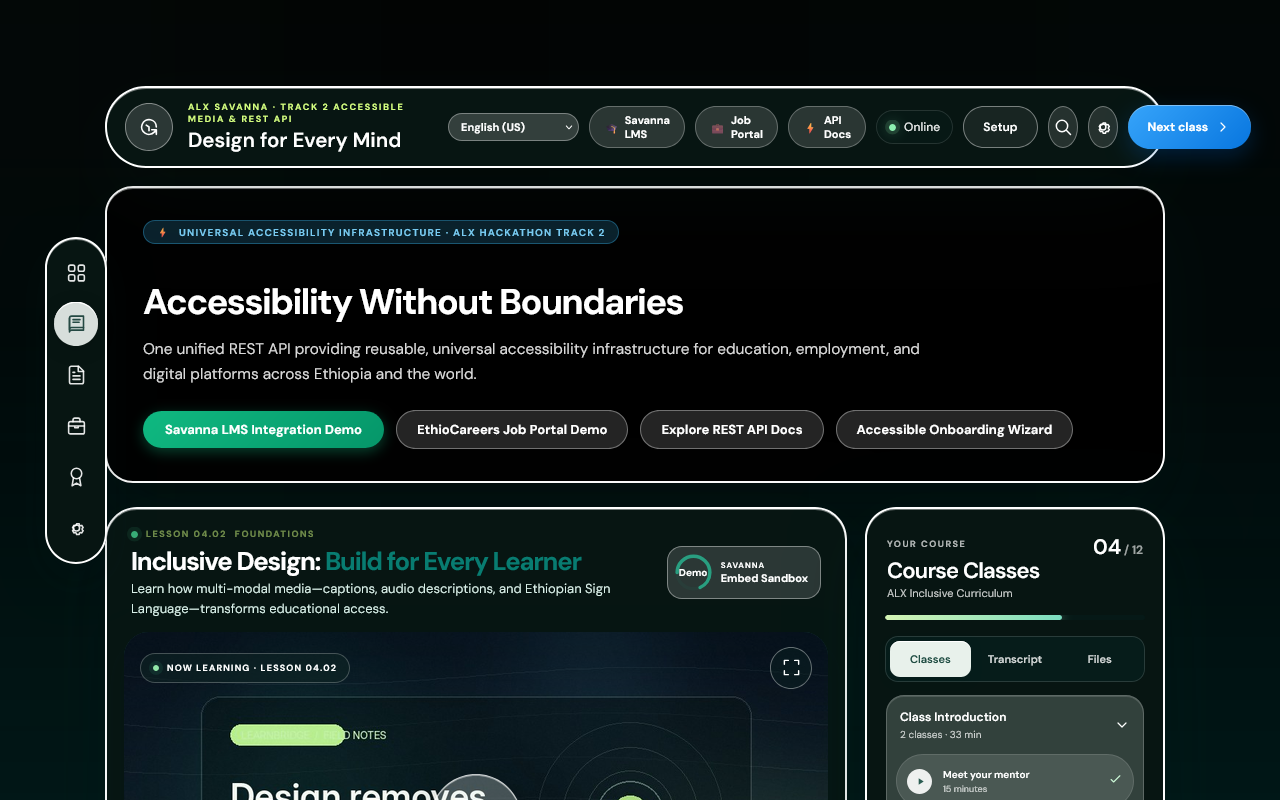 ALX SAVANNA · TRACK 2 ACCESSIBLE
MEDIA & REST API
Design for Every Mind
English (US)
Savanna
LMS
Job
Portal
API
Docs
Online
Setup
Next class
UNIVERSAL ACCESSIBILITY INFRASTRUCTURE · ALX HACKATHON TRACK 2
Accessibility Without Boundaries
One unified REST API providing reusable, universal accessibility infrastructure for education, employment, and
digital platforms across Ethiopia and the world.
Savanna LMS Integration Demo
EthioCareers Job Portal Demo
Explore REST API Docs
Accessible Onboarding Wizard
LESSON 04.02 FOUNDATIONS
Inclusive Design: Build for Every Learner
Learn how multi-modal media—captions, audio descriptions, and Ethiopian Sign
Language—transforms educational access.
Demo
SAVANNA
Embed Sandbox
NOW LEARNING · LESSON 04.02
NOTES
Design removes
YOUR COURSE
04 / 12
Course Classes
ALX Inclusive Curriculum
Classes
Transcript
Files
Class Introduction
2 classes · 33 min
Meet your mentor
15 minutes